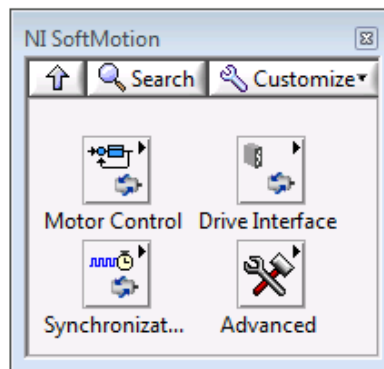 NI SoftMotion
Search Customize
Motor Control Drive Interface
Synchronizat... Advanced